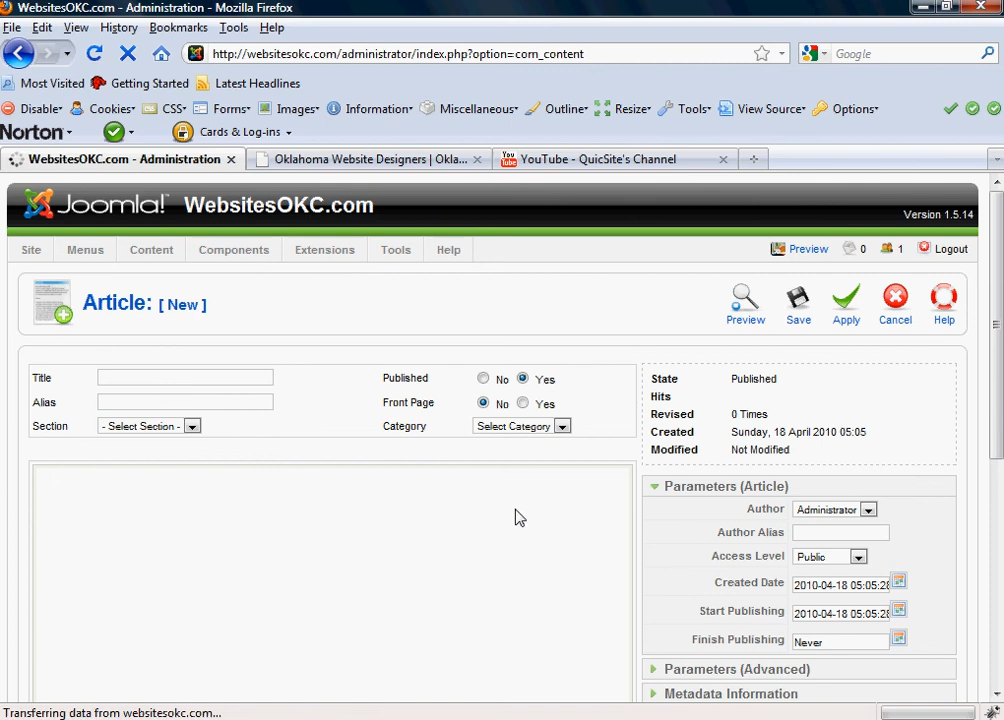 WebsitesOKC.com - Administration - Mozilla Firefox
File Edit View History Bookmarks Tools Help
http://websitesokc.com/administrator/index.php?option=com_content Google
Most Visited Getting Started Latest Headlines
Disable Cookies CSS Forms Images Information Miscellaneous Outline Resize Tools View Source Options
Norton Cards & Log-ins
WebsitesOKC.com - Administration Oklahoma Website Designers | Okla... YouTube - QuicSite's Channel
Joomla! WebsitesOKC.com
Version 1.5.14
Site Menus Content Components Extensions Tools Help Preview 0 1 Logout
Article: [ New ]
Preview Save Apply Cancel Help
Title Published No Yes
Alias Front Page No Yes
Section - Select Section - Category Select Category
State Published
Hits
Revised 0 Times
Created Sunday, 18 April 2010 05:05
Modified Not Modified
Parameters (Article)
Author Administrator
Author Alias
Access Level Public
Created Date 2010-04-18 05:05:28
Start Publishing 2010-04-18 05:05:28
Finish Publishing Never
Parameters (Advanced)
Metadata Information
Transferring data from websitesokc.com...